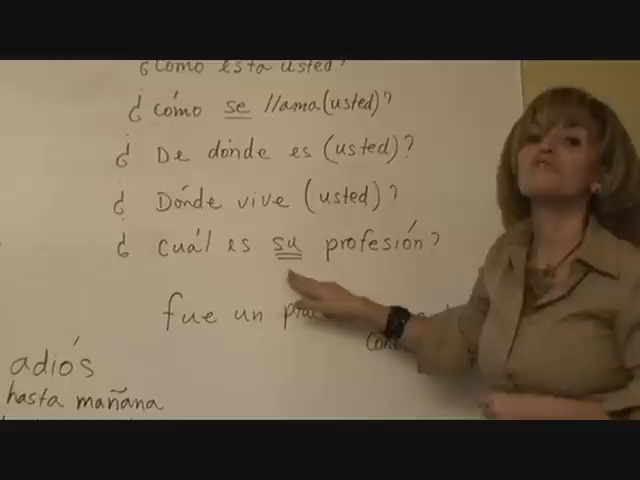 ¿Cómo está usted?
¿cómo se llama (usted)?
¿ De dónde es (usted)?
¿ Dónde vive (usted)?
¿ cuál es su profesión?
fue un
adiós
hasta mañana